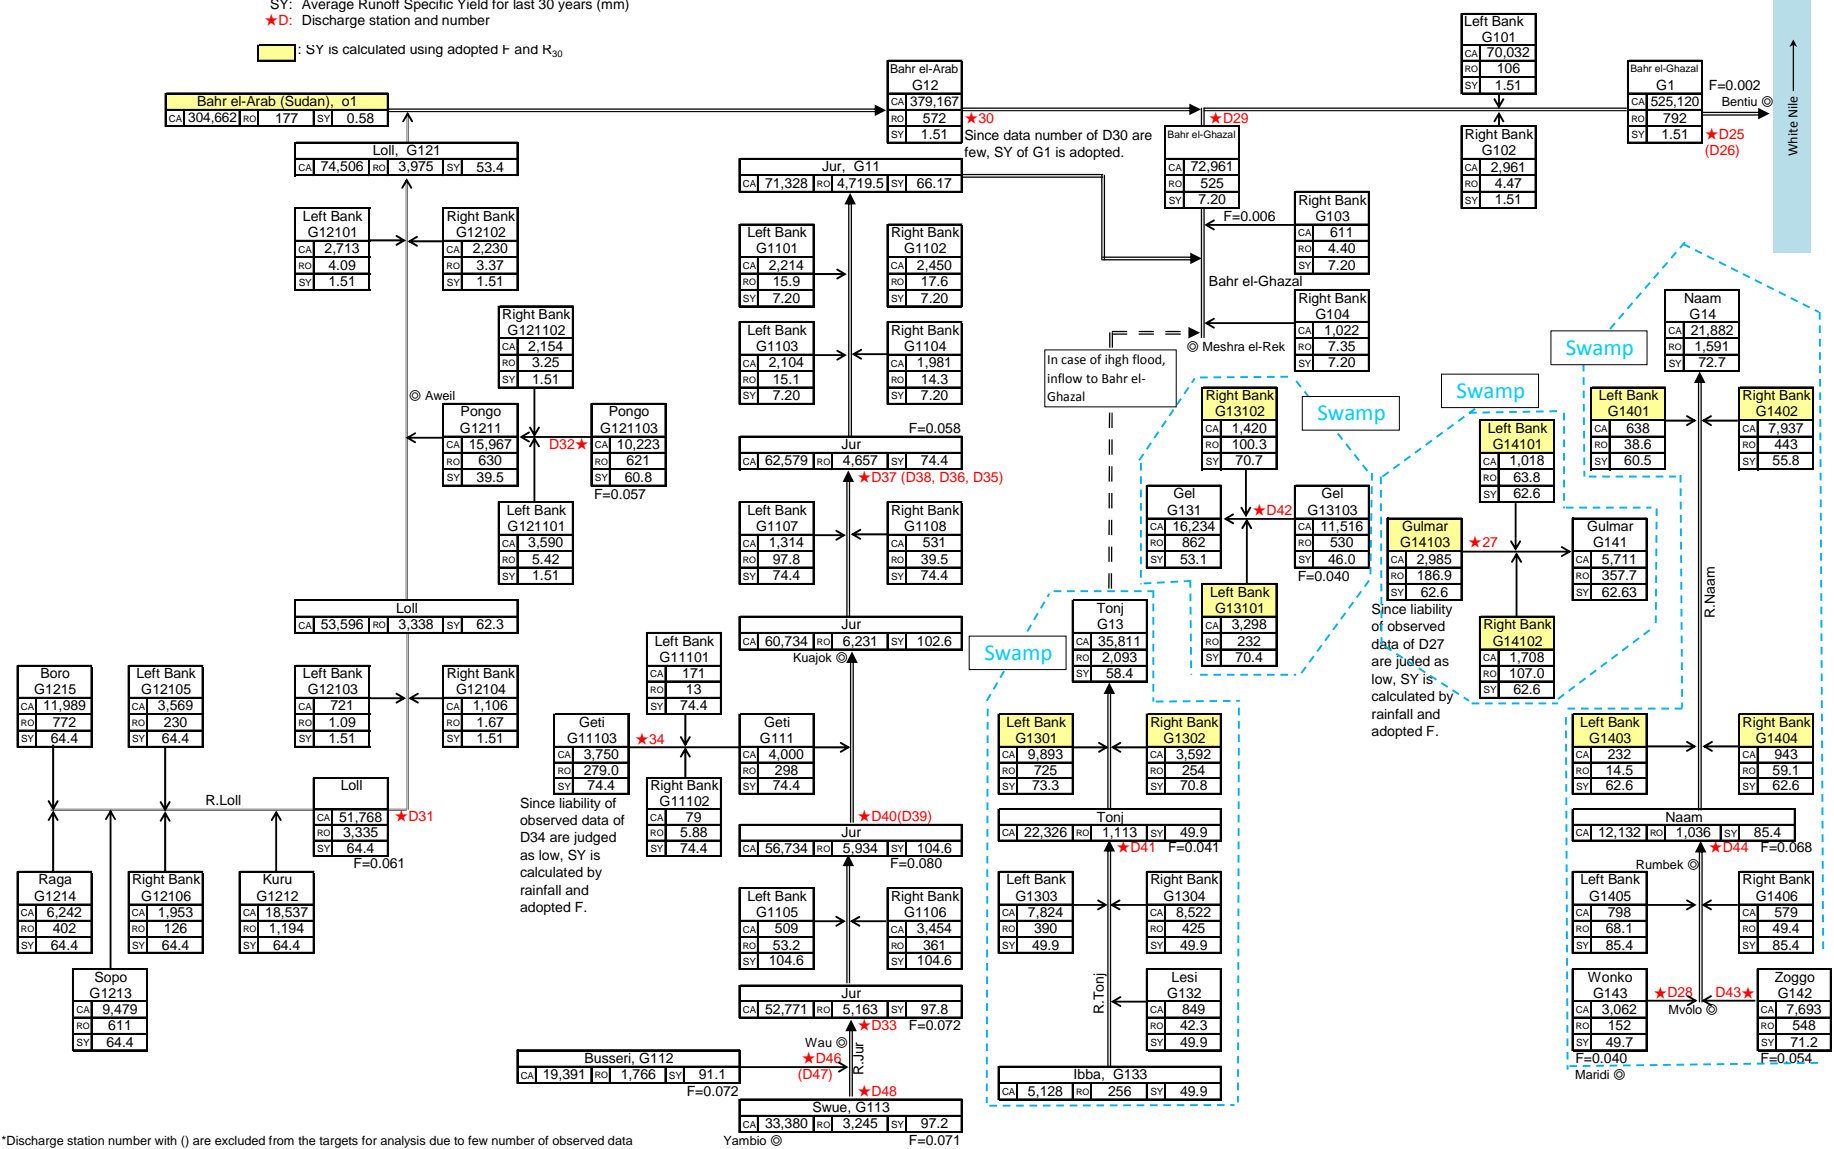 SY: Average Runoff Specific Yield for last 30 years (mm)
★D: Discharge station and number
: SY is calculated using adopted F and R30
Bahr el-Arab (Sudan), o1
CA 304,662 RO 177 SY 0.58
Loll, G121
CA 74,506 RO 3,975 SY 53.4
Left Bank
G12101
CA 2,713
RO 4.09
SY 1.51
Right Bank
G12102
CA 2,230
RO 3.37
SY 1.51
Right Bank
G121102
CA 2,154
RO 3.25
SY 1.51
◎ Aweil
Pongo
G1211
CA 15,967
RO 630
SY 39.5
D32★
Pongo
G121103
CA 10,223
RO 621
SY 60.8
F=0.057
Left Bank
G121101
CA 3,590
RO 5.42
SY 1.51
Loll
CA 53,596 RO 3,338 SY 62.3
Left Bank
G12103
CA 721
RO 1.09
SY 1.51
Right Bank
G12104
CA 1,106
RO 1.67
SY 1.51
Boro
G1215
CA 11,989
RO 772
SY 64.4
Left Bank
G12105
CA 3,569
RO 230
SY 64.4
R.Loll
Loll
CA 51,768
RO 3,335
SY 64.4
★D31
F=0.061
Raga
G1214
CA 6,242
RO 402
SY 64.4
Right Bank
G12106
CA 1,953
RO 126
SY 64.4
Kuru
G1212
CA 18,537
RO 1,194
SY 64.4
Sopo
G1213
CA 9,479
RO 611
SY 64.4
Bahr el-Arab
G12
CA 379,167
RO 572
SY 1.51
★30
Since data number of D30 are
few, SY of G1 is adopted.
Jur, G11
CA 71,328 RO 4,719.5 SY 66.17
Left Bank
G1101
CA 2,214
RO 15.9
SY 7.20
Right Bank
G1102
CA 2,450
RO 17.6
SY 7.20
Left Bank
G1103
CA 2,104
RO 15.1
SY 7.20
Right Bank
G1104
CA 1,981
RO 14.3
SY 7.20
F=0.058
Jur
CA 62,579 RO 4,657 SY 74.4
★D37 (D38, D36, D35)
Left Bank
G1107
CA 1,314
RO 97.8
SY 74.4
Right Bank
G1108
CA 531
RO 39.5
SY 74.4
Jur
CA 60,734 RO 6,231 SY 102.6
Kuajok ◎
Left Bank
G11101
CA 171
RO 13
SY 74.4
Geti
G11103
CA 3,750
RO 279.0
SY 74.4
★34
Geti
G111
CA 4,000
RO 298
SY 74.4
Right Bank
G11102
CA 79
RO 5.88
SY 74.4
Since liability of
observed data of
D34 are judged
as low, SY is
calculated by
rainfall and
adopted F.
★D40(D39)
Jur
CA 56,734 RO 5,934 SY 104.6
F=0.080
Left Bank
G1105
CA 509
RO 53.2
SY 104.6
Right Bank
G1106
CA 3,454
RO 361
SY 104.6
Jur
CA 52,771 RO 5,163 SY 97.8
★D33 F=0.072
Wau ◎
R.Jur
★D46
(D47)
Busseri, G112
CA 19,391 RO 1,766 SY 91.1
F=0.072
★D48
Swue, G113
CA 33,380 RO 3,245 SY 97.2
Yambio ◎
F=0.071
Left Bank
G101
CA 70,032
RO 106
SY 1.51
★D29
Bahr el-Ghazal
CA 72,961
RO 525
SY 7.20
Right Bank
G102
CA 2,961
RO 4.47
SY 1.51
Bahr el-Ghazal
G1
CA 525,120
RO 792
SY 1.51
F=0.002
Bentiu ◎
★D25
(D26)
White Nile
F=0.006
Right Bank
G103
CA 611
RO 4.40
SY 7.20
Bahr el-Ghazal
Right Bank
G104
CA 1,022
RO 7.35
SY 7.20
◎ Meshra el-Rek
In case of ihgh flood,
inflow to Bahr el-
Ghazal
Swamp
Right Bank
G13102
CA 1,420
RO 100.3
SY 70.7
Gel
G131
CA 16,234
RO 862
SY 53.1
★D42
Gel
G13103
CA 11,516
RO 530
SY 46.0
F=0.040
Left Bank
G13101
CA 3,298
RO 232
SY 70.4
Swamp
Tonj
G13
CA 35,811
RO 2,093
SY 58.4
Left Bank
G1301
CA 9,893
RO 725
SY 73.3
Right Bank
G1302
CA 3,592
RO 254
SY 70.8
Tonj
CA 22,326 RO 1,113 SY 49.9
★D41 F=0.041
Left Bank
G1303
CA 7,824
RO 390
SY 49.9
Right Bank
G1304
CA 8,522
RO 425
SY 49.9
R.Tonj
Lesi
G132
CA 849
RO 42.3
SY 49.9
Ibba, G133
CA 5,128 RO 256 SY 49.9
Swamp
Left Bank
G14101
CA 1,018
RO 63.8
SY 62.6
Gulmar
G14103
CA 2,985
RO 186.9
SY 62.6
★27
Gulmar
G141
CA 5,711
RO 357.7
SY 62.63
Right Bank
G14102
CA 1,708
RO 107.0
SY 62.6
Since liability
of observed
data of D27
are juded as
low, SY is
calculated by
rainfall and
adopted F.
Swamp
Naam
G14
CA 21,882
RO 1,591
SY 72.7
Left Bank
G1401
CA 638
RO 38.6
SY 60.5
Right Bank
G1402
CA 7,937
RO 443
SY 55.8
R.Naam
Left Bank
G1403
CA 232
RO 14.5
SY 62.6
Right Bank
G1404
CA 943
RO 59.1
SY 62.6
Naam
CA 12,132 RO 1,036 SY 85.4
★D44 F=0.068
Rumbek ◎
Left Bank
G1405
CA 798
RO 68.1
SY 85.4
Right Bank
G1406
CA 579
RO 49.4
SY 85.4
Wonko
G143
CA 3,062
RO 152
SY 49.7
F=0.040
★D28
D43★
Mvolo ◎
Zoggo
G142
CA 7,693
RO 548
SY 71.2
F=0.054
Maridi ◎
*Discharge station number with () are excluded from the targets for analysis due to few number of observed data